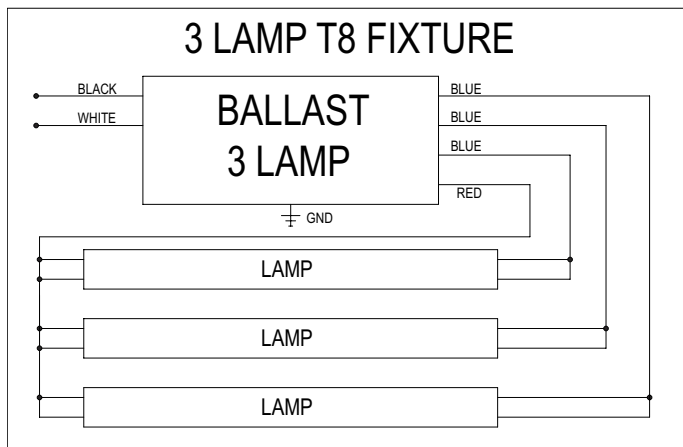 3 LAMP T8 FIXTURE
BLACK
WHITE
BALLAST
3 LAMP
BLUE
BLUE
BLUE
RED
GND
LAMP
LAMP
LAMP